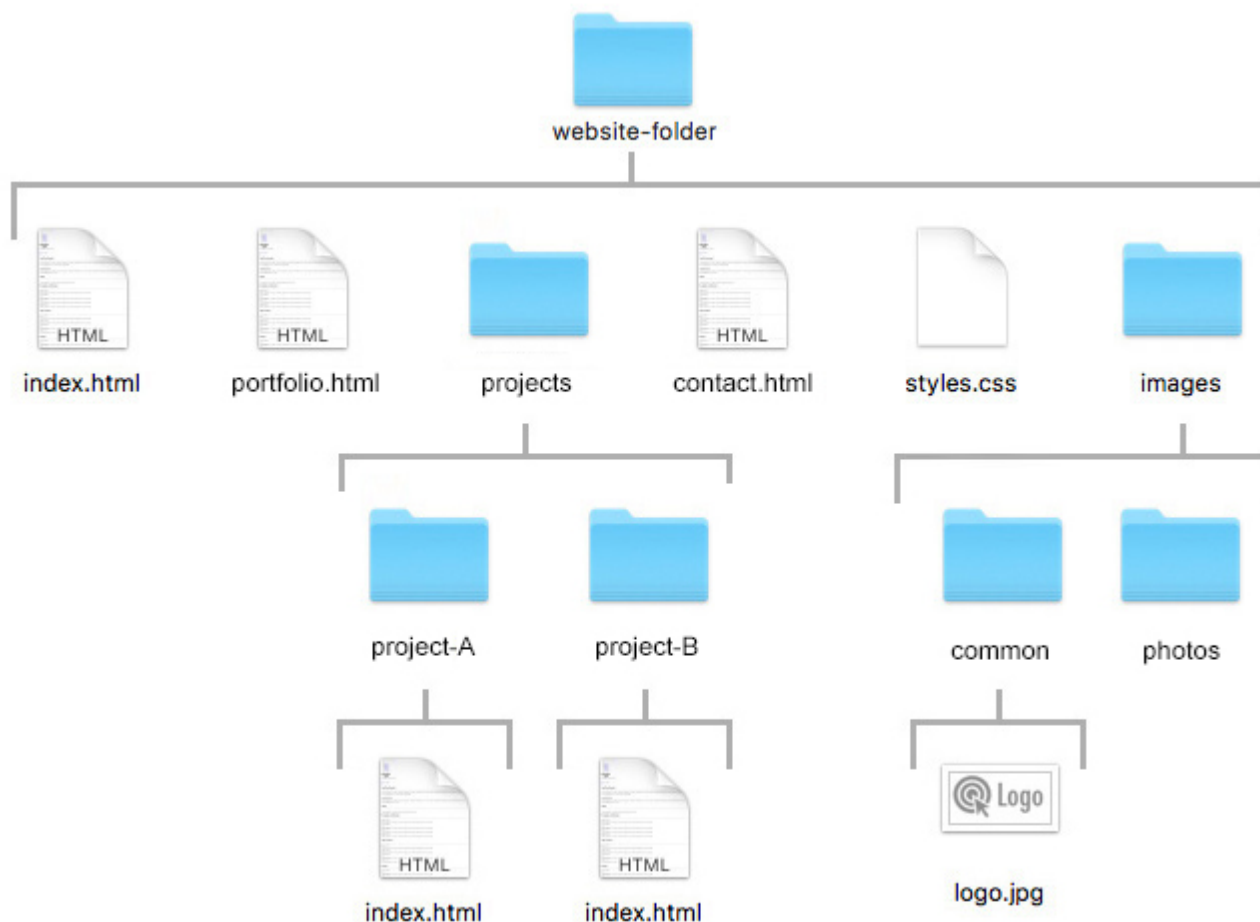 website-folder
HTML
HTML
HTML
index.html
portfolio.html
projects
contact.html
styles.css
images
project-A
project-B
common
photos
HTML
HTML
Logo
index.html
index.html
logo.jpg